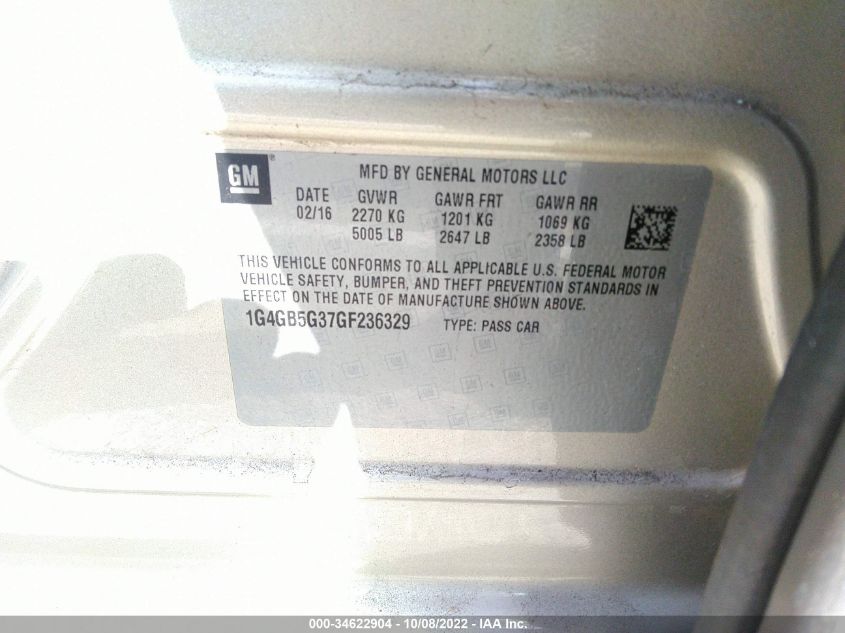 GM
MFD BY GENERAL MOTORS LLC
DATE GVWR GAWR FRT GAWR RR
02/16 2270 KG 1201 KG 1069 KG
5005 LB 2647 LB 2358 LB
THIS VEHICLE CONFORMS TO ALL APPLICABLE U.S. FEDERAL MOTOR
VEHICLE SAFETY, BUMPER, AND THEFT PREVENTION STANDARDS IN
EFFECT ON THE DATE OF MANUFACTURE SHOWN ABOVE.
1G4GB5G37GF236329 TYPE: PASS CAR
000-34622904 - 10/08/2022 - IAA Inc.